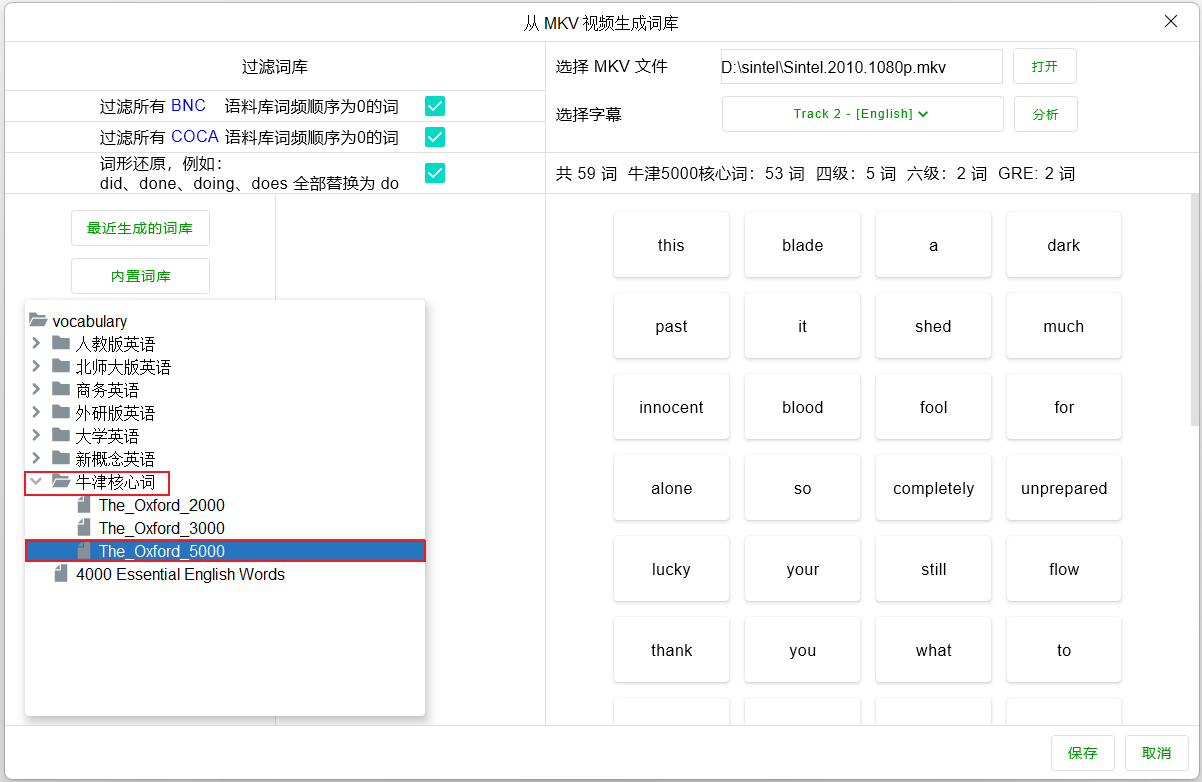 从 MKV 视频生成词库
过滤词库
过滤所有 BNC 语料库词频顺序为0的词
过滤所有 COCA 语料库词频顺序为0的词
词形还原，例如：
did、done、doing、does 全部替换为 do
选择 MKV 文件 D:\sintel\Sintel.2010.1080p.mkv 打开
选择字幕 Track 2 - [English] 分析
共 59 词 牛津5000核心词：53 词 四级：5 词 六级：2 词 GRE: 2 词
最近生成的词库
内置词库
vocabulary
人教版英语
北师大版英语
商务英语
外研版英语
大学英语
新概念英语
牛津核心词
The_Oxford_2000
The_Oxford_3000
The_Oxford_5000
4000 Essential English Words
this blade a dark
past it shed much
innocent blood fool for
alone so completely unprepared
lucky your still flow
thank you what to
保存 取消